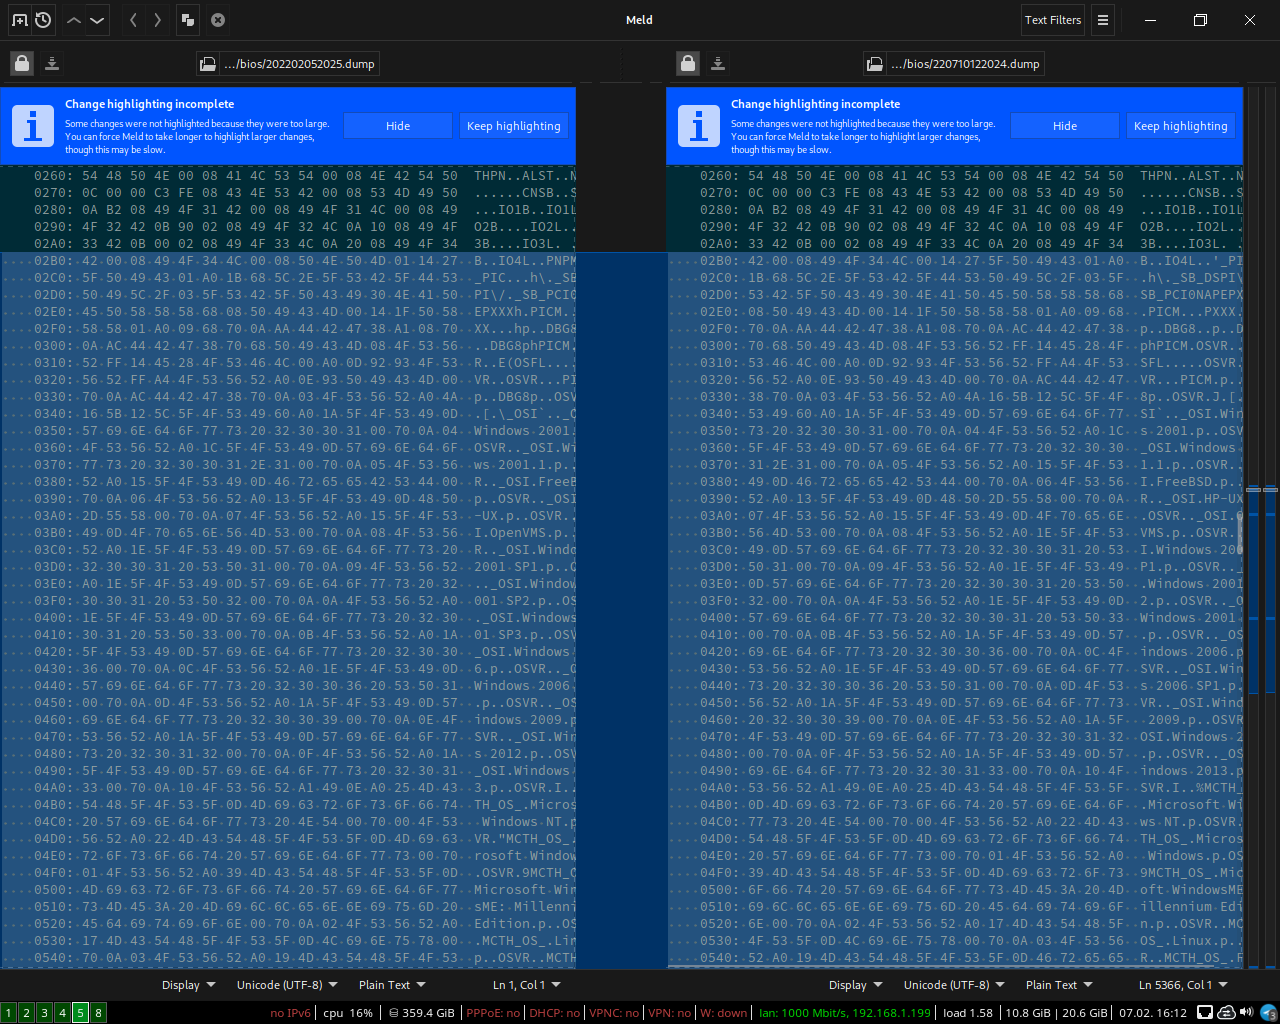 Meld
Text Filters
.../bios/202202052025.dump
.../bios/220710122024.dump
Change highlighting incomplete
Some changes were not highlighted because they were too large.
You can force Meld to take longer to highlight larger changes,
though this may be slow.
Hide
Keep highlighting
Change highlighting incomplete
Some changes were not highlighted because they were too large.
You can force Meld to take longer to highlight larger changes,
though this may be slow.
Hide
Keep highlighting
0260: 54 48 50 4E 00 08 41 4C 53 54 00 08 4E 42 54 50  THPN..ALST..N
0270: 0C 00 00 C3 FE 08 43 4E 53 42 00 08 53 4D 49 50  ......CNSB..S
0280: 0A B2 08 49 4F 31 42 00 08 49 4F 31 4C 00 08 49  ...IO1B..IO1L
0290: 4F 32 42 0B 90 02 08 49 4F 32 4C 0A 10 08 49 4F  O2B....IO2L..
02A0: 33 42 0B 00 02 08 49 4F 33 4C 0A 20 08 49 4F 34  3B....IO3L. .
02B0: 42 00 08 49 4F 34 4C 00 08 50 4E 50 4D 01 14 27  B..IO4L..PNPM
02C0: 5F 50 49 43 01 A0 1B 68 5C 2E 5F 53 42 5F 44 53  _PIC...h\._SB
02D0: 50 49 5C 2F 03 5F 53 42 5F 50 43 49 30 4E 41 50  PI\/._SB_PCI0
02E0: 45 50 58 58 58 68 08 50 49 43 4D 00 14 1F 50 58  EPXXXh.PICM..
02F0: 58 58 01 A0 09 68 70 0A AA 44 42 47 38 A1 08 70  XX...hp..DBG8
0300: 0A AC 44 42 47 38 70 68 50 49 43 4D 08 4F 53 56  ..DBG8phPICM.
0310: 52 FF 14 45 28 4F 53 46 4C 00 A0 0D 92 93 4F 53  R..E(OSFL....
0320: 56 52 FF A4 4F 53 56 52 A0 0E 93 50 49 43 4D 00  VR..OSVR...PI
0330: 70 0A AC 44 42 47 38 70 0A 03 4F 53 56 52 A0 4A  p..DBG8p..OSV
0340: 16 5B 12 5C 5F 4F 53 49 60 A0 1A 5F 4F 53 49 0D  .[.\_OSI`.._O
0350: 57 69 6E 64 6F 77 73 20 32 30 30 31 00 70 0A 04  Windows 2001.
0360: 4F 53 56 52 A0 1C 5F 4F 53 49 0D 57 69 6E 64 6F  OSVR.._OSI.Wi
0370: 77 73 20 32 30 30 31 2E 31 00 70 0A 05 4F 53 56  ws 2001.1.p..
0380: 52 A0 15 5F 4F 53 49 0D 46 72 65 65 42 53 44 00  R.._OSI.FreeB
0390: 70 0A 06 4F 53 56 52 A0 13 5F 4F 53 49 0D 48 50  p..OSVR.._OSI
03A0: 2D 55 58 00 70 0A 07 4F 53 56 52 A0 15 5F 4F 53  -UX.p..OSVR..
03B0: 49 0D 4F 70 65 6E 56 4D 53 00 70 0A 08 4F 53 56  I.OpenVMS.p..
03C0: 52 A0 1E 5F 4F 53 49 0D 57 69 6E 64 6F 77 73 20  R.._OSI.Windo
03D0: 32 30 30 31 20 53 50 31 00 70 0A 09 4F 53 56 52  2001 SP1.p..O
03E0: A0 1E 5F 4F 53 49 0D 57 69 6E 64 6F 77 73 20 32  .._OSI.Window
03F0: 30 30 31 20 53 50 32 00 70 0A 0A 4F 53 56 52 A0  001 SP2.p..OS
0400: 1E 5F 4F 53 49 0D 57 69 6E 64 6F 77 73 20 32 30  ._OSI.Windows
0410: 30 31 20 53 50 33 00 70 0A 0B 4F 53 56 52 A0 1A  01 SP3.p..OSV
0420: 5F 4F 53 49 0D 57 69 6E 64 6F 77 73 20 32 30 30  _OSI.Windows
0430: 36 00 70 0A 0C 4F 53 56 52 A0 1E 5F 4F 53 49 0D  6.p..OSVR.._O
0440: 57 69 6E 64 6F 77 73 20 32 30 30 36 20 53 50 31  Windows 2006
0450: 00 70 0A 0D 4F 53 56 52 A0 1A 5F 4F 53 49 0D 57  .p..OSVR.._OS
0460: 69 6E 64 6F 77 73 20 32 30 30 39 00 70 0A 0E 4F  indows 2009.p
0470: 53 56 52 A0 1A 5F 4F 53 49 0D 57 69 6E 64 6F 77  SVR.._OSI.Win
0480: 73 20 32 30 31 32 00 70 0A 0F 4F 53 56 52 A0 1A  s 2012.p..OSV
0490: 5F 4F 53 49 0D 57 69 6E 64 6F 77 73 20 32 30 31  _OSI.Windows
04A0: 33 00 70 0A 10 4F 53 56 52 A1 49 0E A0 25 4D 43  3.p..OSVR.I..
04B0: 54 48 5F 4F 53 5F 0D 4D 69 63 72 6F 73 6F 66 74  TH_OS_.Micros
04C0: 20 57 69 6E 64 6F 77 73 20 4E 54 00 70 00 4F 53  Windows NT.p
04D0: 56 52 A0 22 4D 43 54 48 5F 4F 53 5F 0D 4D 69 63  VR."MCTH_OS_.
04E0: 72 6F 73 6F 66 74 20 57 69 6E 64 6F 77 73 00 70  rosoft Window
04F0: 01 4F 53 56 52 A0 39 4D 43 54 48 5F 4F 53 5F 0D  .OSVR.9MCTH_O
0500: 4D 69 63 72 6F 73 6F 66 74 20 57 69 6E 64 6F 77  Microsoft Win
0510: 73 4D 45 3A 20 4D 69 6C 6C 65 6E 6E 69 75 6D 20  sME: Millenni
0520: 45 64 69 74 69 6F 6E 00 70 0A 02 4F 53 56 52 A0  Edition.p..OS
0530: 17 4D 43 54 48 5F 4F 53 5F 0D 4C 69 6E 75 78 00  .MCTH_OS_.Lin
0540: 70 0A 03 4F 53 56 52 A0 19 4D 43 54 48 5F 4F 53  p..OSVR..MCTH
0260: 54 48 50 4E 00 08 41 4C 53 54 00 08 4E 42 54 50  THPN..ALST..N
0270: 0C 00 00 C3 FE 08 43 4E 53 42 00 08 53 4D 49 50  ......CNSB..S
0280: 0A B2 08 49 4F 31 42 00 08 49 4F 31 4C 00 08 49  ...IO1B..IO1L
0290: 4F 32 42 0B 90 02 08 49 4F 32 4C 0A 10 08 49 4F  O2B....IO2L..
02A0: 33 42 0B 00 02 08 49 4F 33 4C 0A 20 08 49 4F 34  3B....IO3L. .
02B0: 42 00 08 49 4F 34 4C 00 14 27 5F 50 49 43 01 A0  B..IO4L..'_PI
02C0: 1B 68 5C 2E 5F 53 42 5F 44 53 50 49 5C 2F 03 5F  .h\._SB_DSPI\
02D0: 53 42 5F 50 43 49 30 4E 41 50 45 50 58 58 58 68  SB_PCI0NAPEPX
02E0: 08 50 49 43 4D 00 14 1F 50 58 58 58 01 A0 09 68  .PICM...PXXX.
02F0: 70 0A AA 44 42 47 38 A1 08 70 0A AC 44 42 47 38  p..DBG8..p..D
0300: 70 68 50 49 43 4D 08 4F 53 56 52 FF 14 45 28 4F  phPICM.OSVR..
0310: 53 46 4C 00 A0 0D 92 93 4F 53 56 52 FF A4 4F 53  SFL.....OSVR.
0320: 56 52 A0 0E 93 50 49 43 4D 00 70 0A AC 44 42 47  VR...PICM.p..
0330: 38 70 0A 03 4F 53 56 52 A0 4A 16 5B 12 5C 5F 4F  8p..OSVR.J.[.
0340: 53 49 60 A0 1A 5F 4F 53 49 0D 57 69 6E 64 6F 77  SI`.._OSI.Win
0350: 73 20 32 30 30 31 00 70 0A 04 4F 53 56 52 A0 1C  s 2001.p..OSV
0360: 5F 4F 53 49 0D 57 69 6E 64 6F 77 73 20 32 30 30  _OSI.Windows
0370: 31 2E 31 00 70 0A 05 4F 53 56 52 A0 15 5F 4F 53  1.1.p..OSVR..
0380: 49 0D 46 72 65 65 42 53 44 00 70 0A 06 4F 53 56  I.FreeBSD.p..
0390: 52 A0 13 5F 4F 53 49 0D 48 50 2D 55 58 00 70 0A  R.._OSI.HP-UX
03A0: 07 4F 53 56 52 A0 15 5F 4F 53 49 0D 4F 70 65 6E  .OSVR.._OSI.O
03B0: 56 4D 53 00 70 0A 08 4F 53 56 52 A0 1E 5F 4F 53  VMS.p..OSVR..
03C0: 49 0D 57 69 6E 64 6F 77 73 20 32 30 30 31 20 53  I.Windows 200
03D0: 50 31 00 70 0A 09 4F 53 56 52 A0 1E 5F 4F 53 49  P1.p..OSVR.._
03E0: 0D 57 69 6E 64 6F 77 73 20 32 30 30 31 20 53 50  .Windows 2001
03F0: 32 00 70 0A 0A 4F 53 56 52 A0 1E 5F 4F 53 49 0D  2.p..OSVR.._O
0400: 57 69 6E 64 6F 77 73 20 32 30 30 31 20 53 50 33  Windows 2001
0410: 00 70 0A 0B 4F 53 56 52 A0 1A 5F 4F 53 49 0D 57  .p..OSVR.._OS
0420: 69 6E 64 6F 77 73 20 32 30 30 36 00 70 0A 0C 4F  indows 2006.p
0430: 53 56 52 A0 1E 5F 4F 53 49 0D 57 69 6E 64 6F 77  SVR.._OSI.Win
0440: 73 20 32 30 30 36 20 53 50 31 00 70 0A 0D 4F 53  s 2006 SP1.p.
0450: 56 52 A0 1A 5F 4F 53 49 0D 57 69 6E 64 6F 77 73  VR.._OSI.Wind
0460: 20 32 30 30 39 00 70 0A 0E 4F 53 56 52 A0 1A 5F  2009.p..OSVR
0470: 4F 53 49 0D 57 69 6E 64 6F 77 73 20 32 30 31 32  OSI.Windows 2
0480: 00 70 0A 0F 4F 53 56 52 A0 1A 5F 4F 53 49 0D 57  .p..OSVR.._OS
0490: 69 6E 64 6F 77 73 20 32 30 31 33 00 70 0A 10 4F  indows 2013.p
04A0: 53 56 52 A1 49 0E A0 25 4D 43 54 48 5F 4F 53 5F  SVR.I..%MCTH_
04B0: 0D 4D 69 63 72 6F 73 6F 66 74 20 57 69 6E 64 6F  .Microsoft Wi
04C0: 77 73 20 4E 54 00 70 00 4F 53 56 52 A0 22 4D 43  ws NT.p.OSVR.
04D0: 54 48 5F 4F 53 5F 0D 4D 69 63 72 6F 73 6F 66 74  TH_OS_.Micros
04E0: 20 57 69 6E 64 6F 77 73 00 70 01 4F 53 56 52 A0  Windows.p.OS
04F0: 39 4D 43 54 48 5F 4F 53 5F 0D 4D 69 63 72 6F 73  9MCTH_OS_.Mic
0500: 6F 66 74 20 57 69 6E 64 6F 77 73 4D 45 3A 20 4D  oft WindowsME
0510: 69 6C 6C 65 6E 6E 69 75 6D 20 45 64 69 74 69 6F  illennium Edi
0520: 6E 00 70 0A 02 4F 53 56 52 A0 17 4D 43 54 48 5F  n.p..OSVR..MC
0530: 4F 53 5F 0D 4C 69 6E 75 78 00 70 0A 03 4F 53 56  OS_.Linux.p..
0540: 52 A0 19 4D 43 54 48 5F 4F 53 5F 0D 46 72 65 65  R..MCTH_OS_.F
Display
Unicode (UTF-8)
Plain Text
Ln 1, Col 1
Display
Unicode (UTF-8)
Plain Text
Ln 5366, Col 1
1 2 3 4 5 8
no IPv6 | cpu 16% | 359.4 GiB | PPPoE: no | DHCP: no | VPNC: no | VPN: no | W: down | lan: 1000 Mbit/s, 192.168.1.199 | load 1.58 | 10.8 GiB | 20.6 GiB | 07.02. 16:12